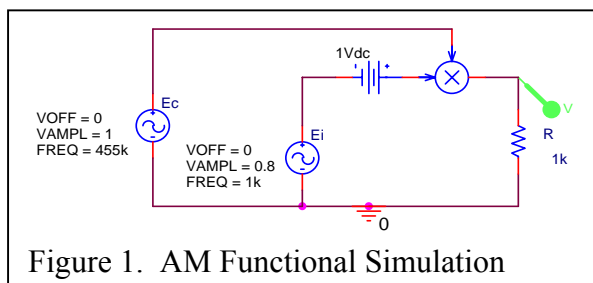 1Vdc
- +
Ec
VOFF = 0
VAMPL = 1
FREQ = 455k
Ei
VOFF = 0
VAMPL = 0.8
FREQ = 1k
V
R
1k
0
Figure 1. AM Functional Simulation